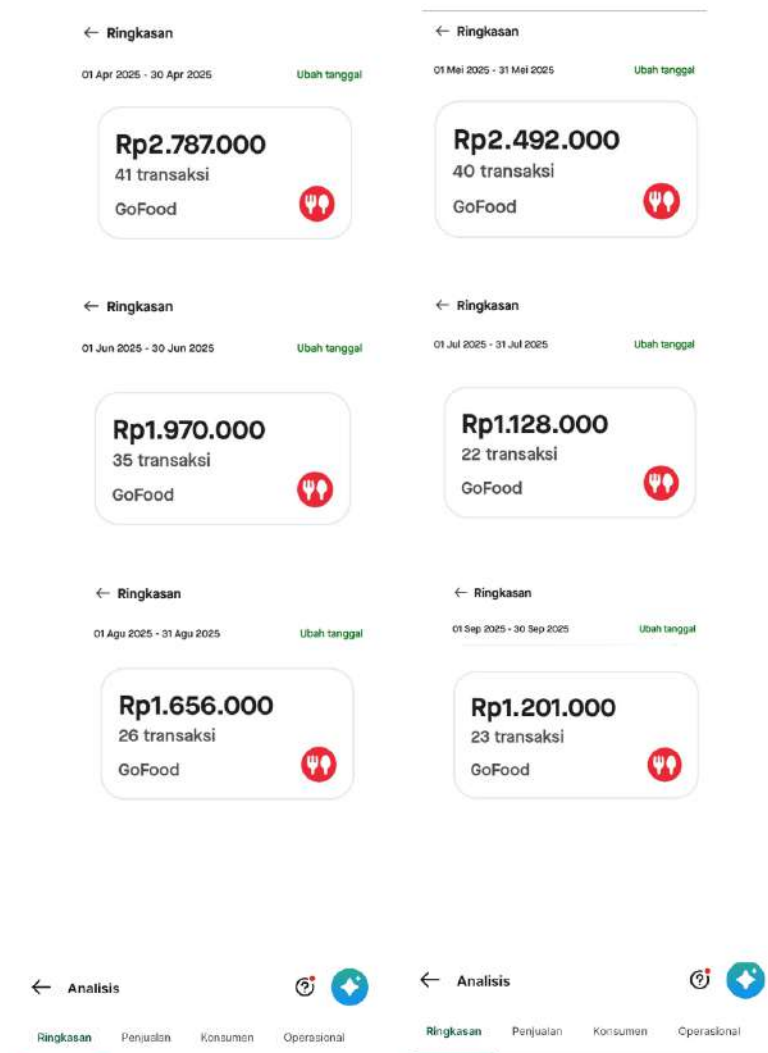 ← Ringkasan
01 Apr 2025 - 30 Apr 2025 Ubah tanggal
Rp2.787.000
41 transaksi
GoFood
← Ringkasan
01 Mei 2025 - 31 Mei 2025 Ubah tanggal
Rp2.492.000
40 transaksi
GoFood
← Ringkasan
01 Jun 2025 - 30 Jun 2025 Ubah tanggal
Rp1.970.000
35 transaksi
GoFood
← Ringkasan
01 Jul 2025 - 31 Jul 2025 Ubah tanggal
Rp1.128.000
22 transaksi
GoFood
← Ringkasan
01 Agu 2025 - 31 Agu 2025 Ubah tanggal
Rp1.656.000
26 transaksi
GoFood
← Ringkasan
01 Sep 2025 - 30 Sep 2025 Ubah tanggal
Rp1.201.000
23 transaksi
GoFood
← Analisis
Ringkasan Penjualan Konsumen Operasional
← Analisis
Ringkasan Penjualan Konsumen Operasional